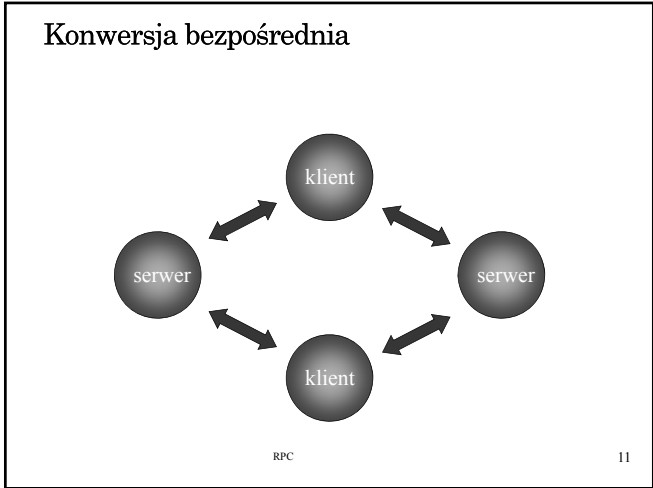 Konwersja bezpośrednia
klient
serwer
serwer
klient
RPC
11